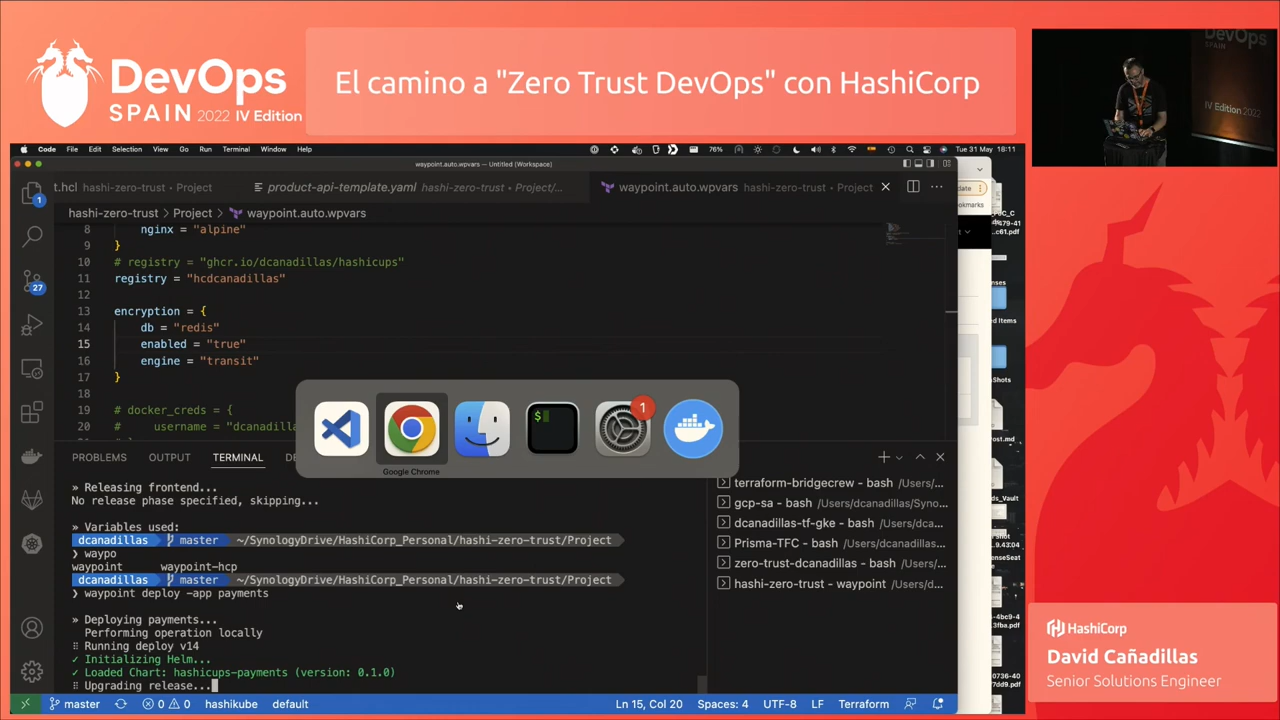 DevOps
SPAIN 2022 IV Edition
El camino a "Zero Trust DevOps" con HashiCorp
DevOps
SPAIN
IV Edition 2022
Code File Edit Selection View Go Run Terminal Window Help
76%
Tue 31 May 18:11
waypoint.auto.wpvars — Untitled (Workspace)
t.hcl hashi-zero-trust • Project
product-api-template.yaml hashi-zero-trust • Project/...
waypoint.auto.wpvars hashi-zero-trust • Project
hashi-zero-trust > Project > waypoint.auto.wpvars
8 nginx = "alpine"
9 }
10 # registry = "ghcr.io/dcanadillas/hashicups"
11 registry = "hcdcanadillas"
12
13 encryption = {
14 db = "redis"
15 enabled = "true"
16 engine = "transit"
17 }
18
19 # docker_creds = {
20 # username = "dcanadilla
1
27
1
Google Chrome
PROBLEMS OUTPUT TERMINAL DE
» Releasing frontend...
No release phase specified, skipping...
» Variables used:
dcanadillas master ~/SynologyDrive/HashiCorp_Personal/hashi-zero-trust/Project
❯ waypo
waypoint waypoint-hcp
dcanadillas master ~/SynologyDrive/HashiCorp_Personal/hashi-zero-trust/Project
❯ waypoint deploy -app payments
» Deploying payments...
Performing operation locally
Running deploy v14
✓ Initializing Helm...
✓ Loaded Chart: hashicups-payments (version: 0.1.0)
Upgrading release...
terraform-bridgecrew - bash /Users/...
gcp-sa - bash /Users/dcanadillas/Syno...
dcanadillas-tf-gke - bash /Users/dca...
Prisma-TFC - bash /Users/dcanadillas...
zero-trust-dcanadillas - bash /Users/...
hashi-zero-trust - waypoint /Users/d...
master
0 0
hashikube
default
Ln 15, Col 20
Spaces: 4
UTF-8
LF
Terraform
HashiCorp
David Cañadillas
Senior Solutions Engineer